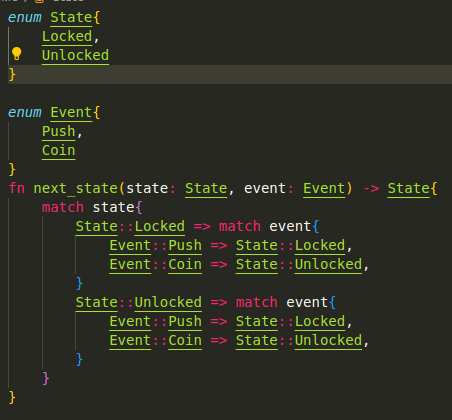 enum State{
    Locked,
    Unlocked
}

enum Event{
    Push,
    Coin
}
fn next_state(state: State, event: Event) -> State{
    match state{
        State::Locked => match event{
            Event::Push => State::Locked,
            Event::Coin => State::Unlocked,
        }
        State::Unlocked => match event{
            Event::Push => State::Locked,
            Event::Coin => State::Unlocked,
        }
    }
}